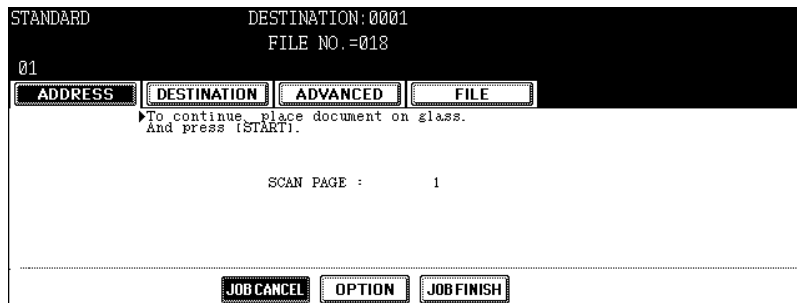 STANDARD DESTINATION:0001
FILE NO.=018
01
ADDRESS DESTINATION ADVANCED FILE
▶To continue, place document on glass.
And press [START].
SCAN PAGE : 1
JOB CANCEL OPTION JOB FINISH